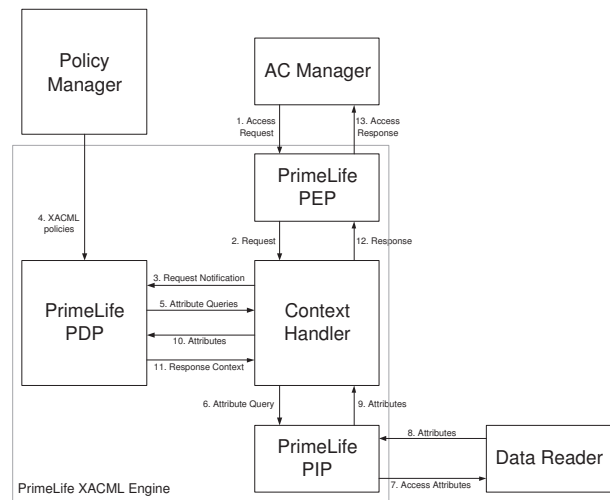 Policy
Manager
AC Manager
1. Access
Request
13. Access
Response
PrimeLife
PEP
4. XACML
policies
2. Request
12. Response
PrimeLife
PDP
3. Request Notification
5. Attribute Queries
10. Attributes
11. Response Context
Context
Handler
6. Attribute Query
9. Attributes
PrimeLife
PIP
8. Attributes
7. Access Attributes
Data Reader
PrimeLife XACML Engine